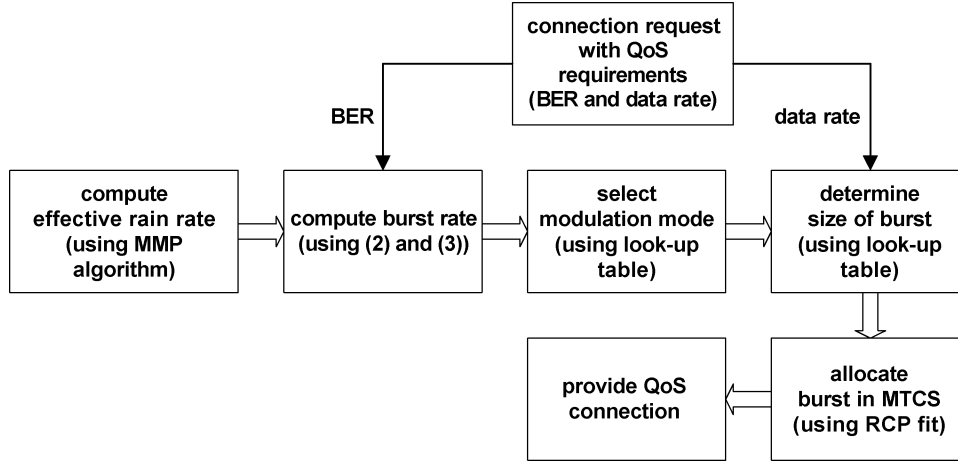 connection request
with QoS
requirements
(BER and data rate)
BER
data rate
compute
effective rain rate
(using MMP
algorithm)
compute burst rate
(using (2) and (3))
select
modulation mode
(using look-up
table)
determine
size of burst
(using look-up
table)
provide QoS
connection
allocate
burst in MTCS
(using RCP fit)